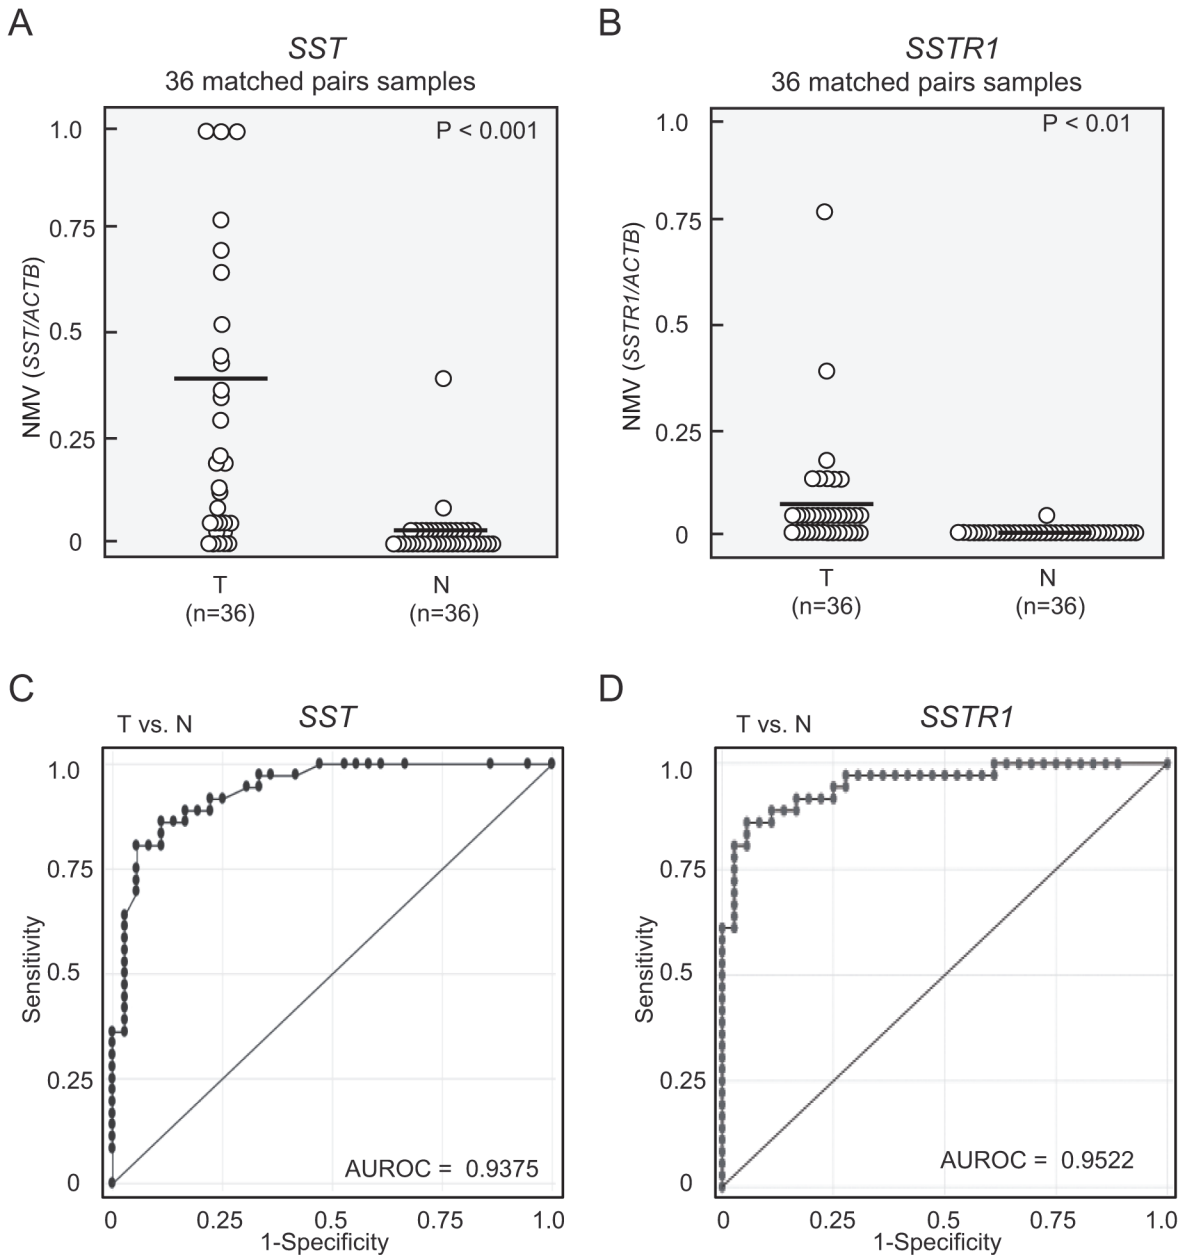 A
SST
36 matched pairs samples
P < 0.001
1.0
0.75
0.5
0.25
0
NMV (SST/ACTB)
T
(n=36)
N
(n=36)
B
SSTR1
36 matched pairs samples
P < 0.01
1.0
0.75
0.5
0.25
0
NMV (SSTR1/ACTB)
T
(n=36)
N
(n=36)
C
T vs. N
SST
1.0
0.75
0.5
0.25
0
Sensitivity
AUROC = 0.9375
0 0.25 0.5 0.75 1.0
1-Specificity
D
T vs. N
SSTR1
1.0
0.75
0.5
0.25
0
Sensitivity
AUROC = 0.9522
0 0.25 0.5 0.75 1.0
1-Specificity